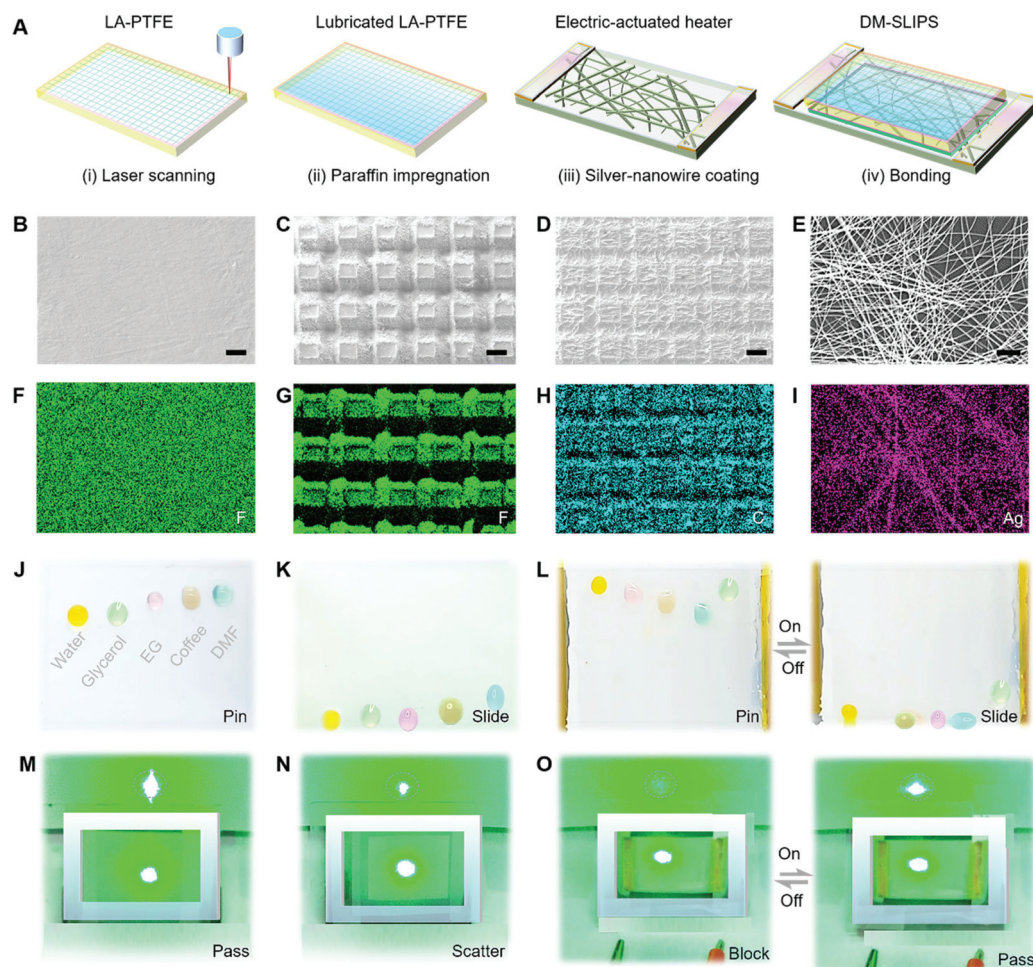 A
LA-PTFE
Lubricated LA-PTFE
Electric-actuated heater
DM-SLIPS
(i) Laser scanning
(ii) Paraffin impregnation
(iii) Silver-nanowire coating
(iv) Bonding
B
C
D
E
F
F
G
F
H
C
I
Ag
J
Water
Glycerol
EG
Coffee
DMF
Pin
K
Slide
L
Pin
On
Off
Slide
M
Pass
N
Scatter
O
Block
On
Off
Pass